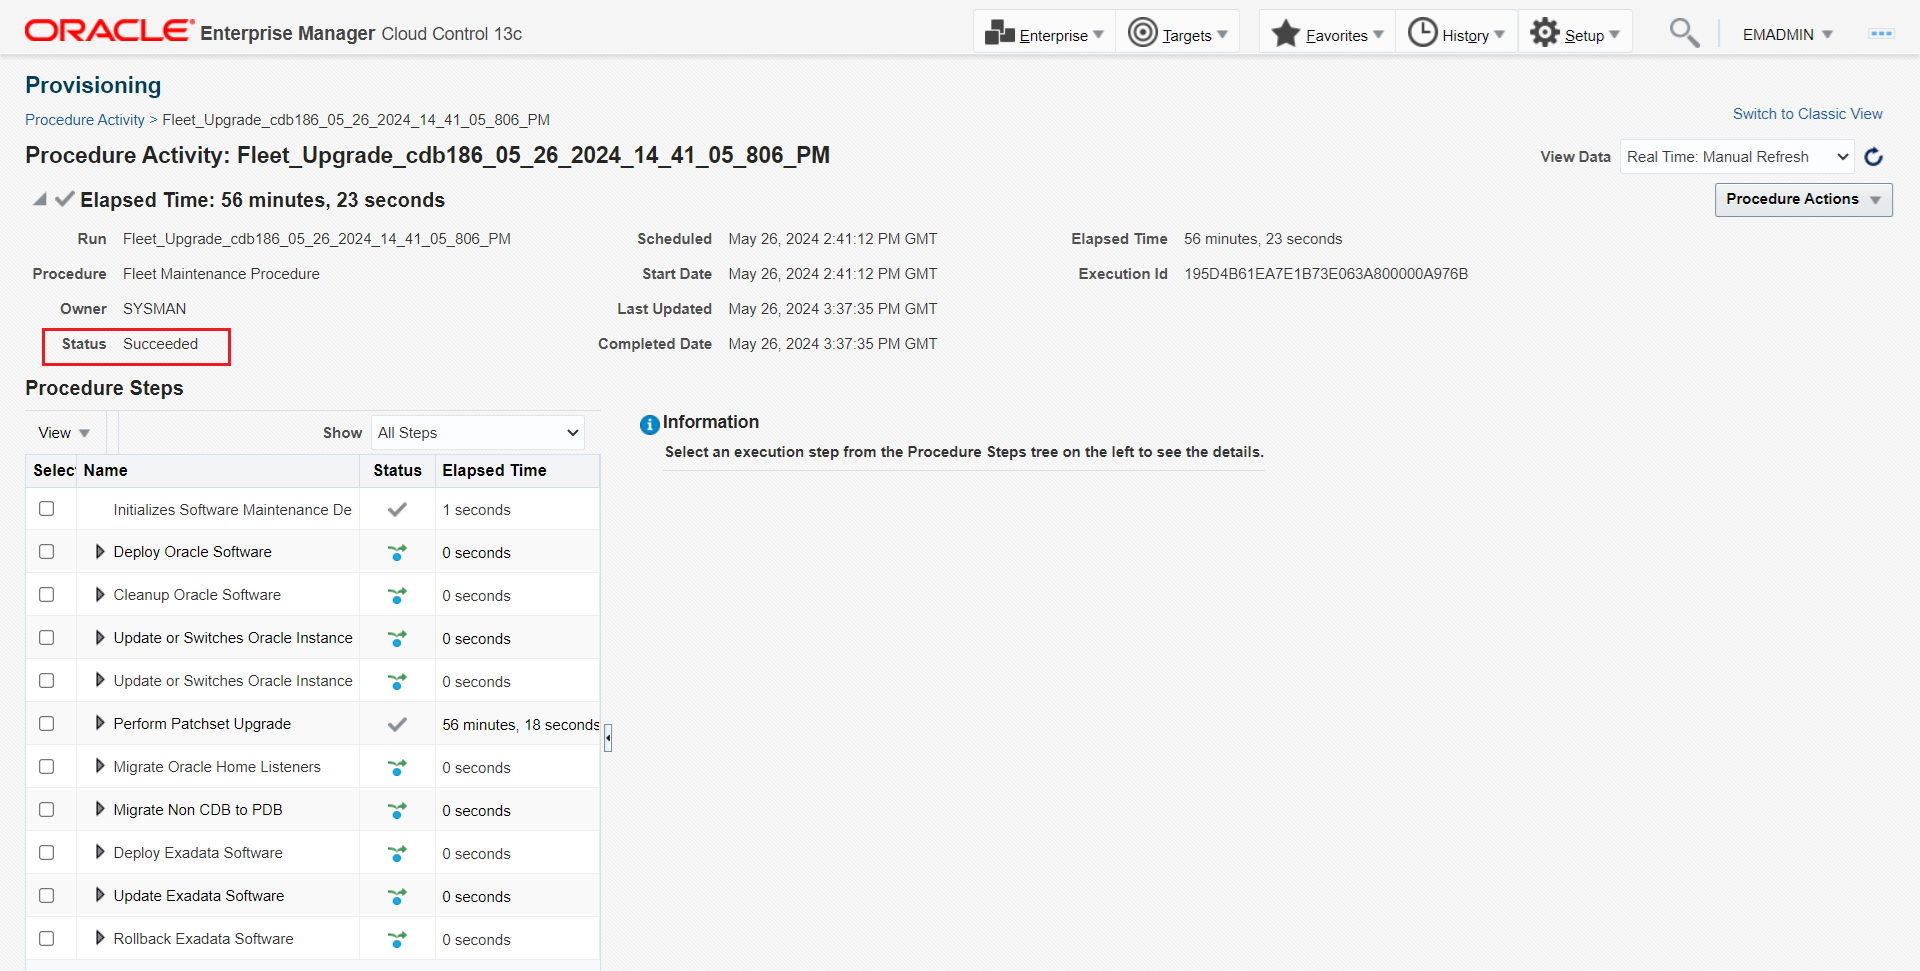 ORACLE Enterprise Manager Cloud Control 13c
Enterprise
Targets
Favorites
History
Setup
EMADMIN
Provisioning
Procedure Activity > Fleet_Upgrade_cdb186_05_26_2024_14_41_05_806_PM
Switch to Classic View
Procedure Activity: Fleet_Upgrade_cdb186_05_26_2024_14_41_05_806_PM
View Data Real Time: Manual Refresh
Elapsed Time: 56 minutes, 23 seconds
Procedure Actions
Run Fleet_Upgrade_cdb186_05_26_2024_14_41_05_806_PM
Procedure Fleet Maintenance Procedure
Owner SYSMAN
Status Succeeded
Scheduled May 26, 2024 2:41:12 PM GMT
Start Date May 26, 2024 2:41:12 PM GMT
Last Updated May 26, 2024 3:37:35 PM GMT
Completed Date May 26, 2024 3:37:35 PM GMT
Elapsed Time 56 minutes, 23 seconds
Execution Id 195D4B61EA7E1B73E063A800000A976B
Procedure Steps
View
Show All Steps
Selec Name Status Elapsed Time
Initializes Software Maintenance De 1 seconds
Deploy Oracle Software 0 seconds
Cleanup Oracle Software 0 seconds
Update or Switches Oracle Instance 0 seconds
Update or Switches Oracle Instance 0 seconds
Perform Patchset Upgrade 56 minutes, 18 seconds
Migrate Oracle Home Listeners 0 seconds
Migrate Non CDB to PDB 0 seconds
Deploy Exadata Software 0 seconds
Update Exadata Software 0 seconds
Rollback Exadata Software 0 seconds
Information
Select an execution step from the Procedure Steps tree on the left to see the details.